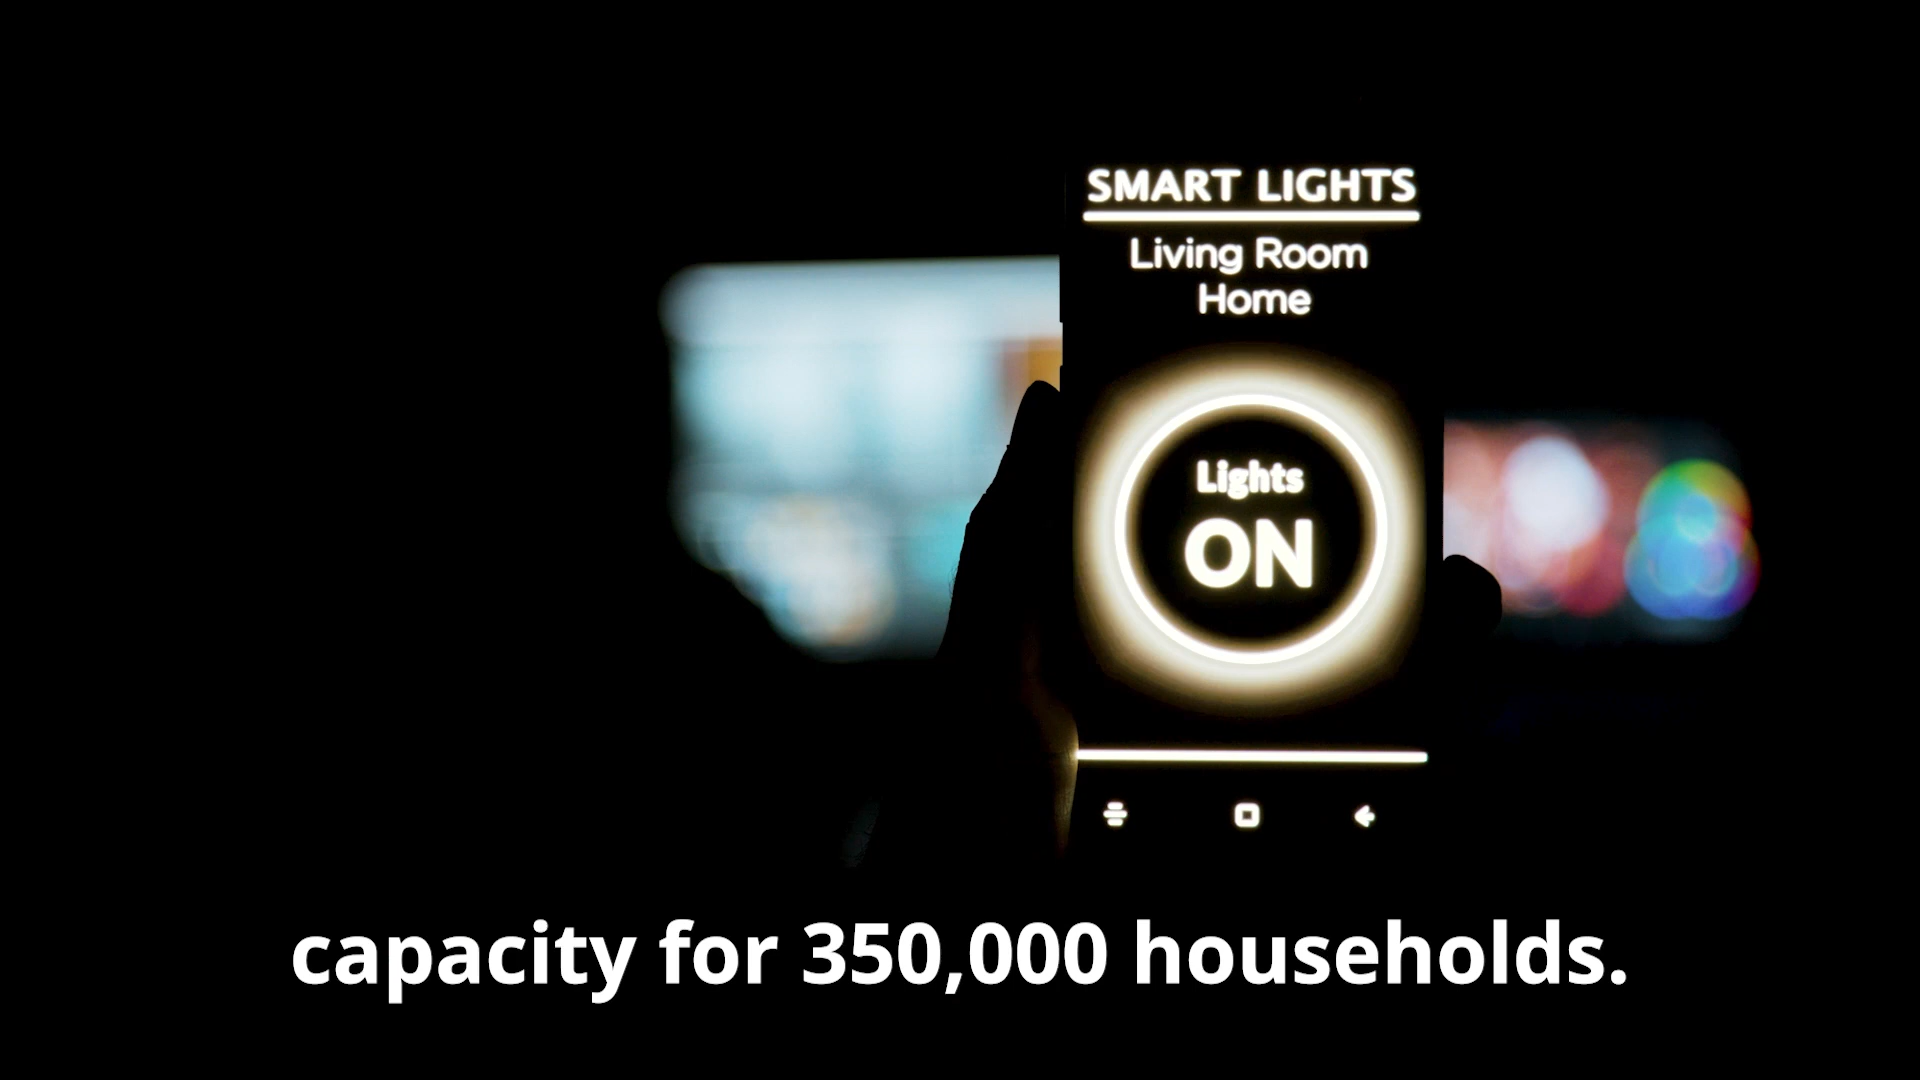 SMART LIGHTS
Living Room
Home
Lights
ON
capacity for 350,000 households.